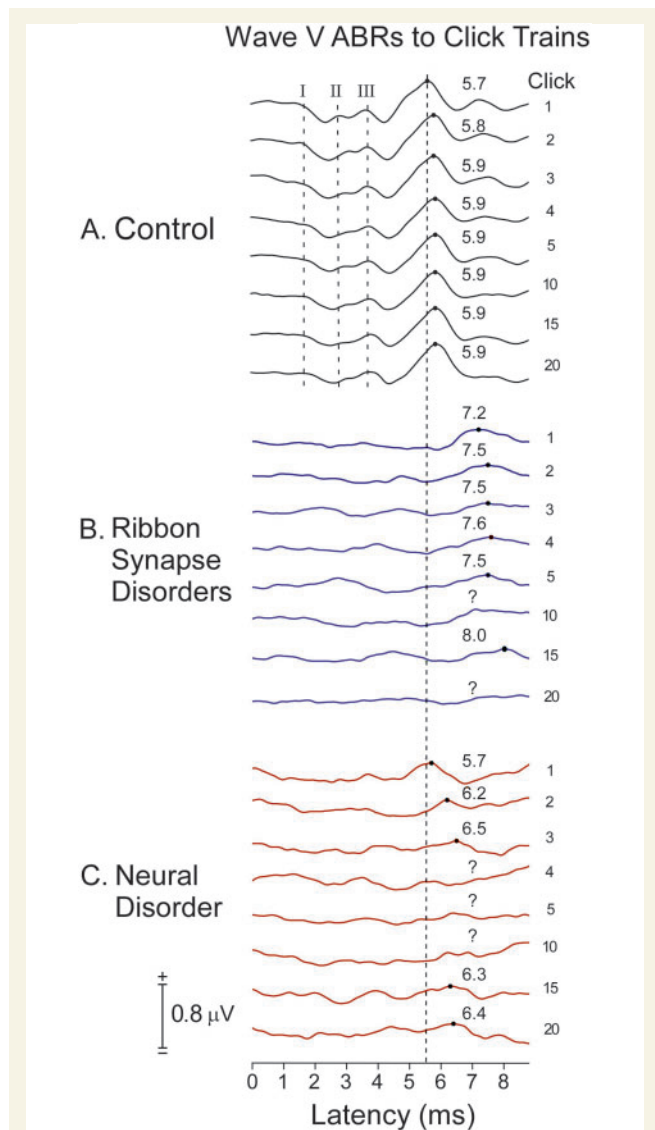 Wave V ABRs to Click Trains
Click
I II III
5.7 1
5.8 2
5.9 3
5.9 4
A. Control
5.9 5
5.9 10
5.9 15
5.9 20
7.2 1
7.5 2
7.5 3
B. Ribbon
Synapse
Disorders
7.6 4
7.5 5
? 10
8.0 15
? 20
5.7 1
6.2 2
6.5 3
C. Neural
Disorder
? 4
? 5
? 10
6.3 15
6.4 20
+
0.8 μV
=
0 1 2 3 4 5 6 7 8
Latency (ms)